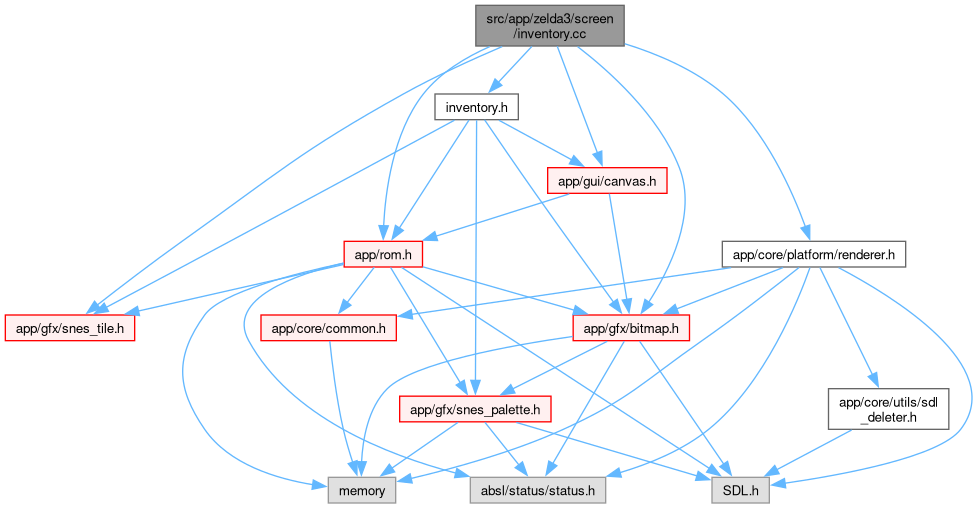 src/app/zelda3/screen
/inventory.cc
inventory.h
app/gui/canvas.h
app/rom.h
app/core/platform/renderer.h
app/gfx/snes_tile.h
app/core/common.h
app/gfx/bitmap.h
app/gfx/snes_palette.h
app/core/utils/sdl
_deleter.h
memory
absl/status/status.h
SDL.h